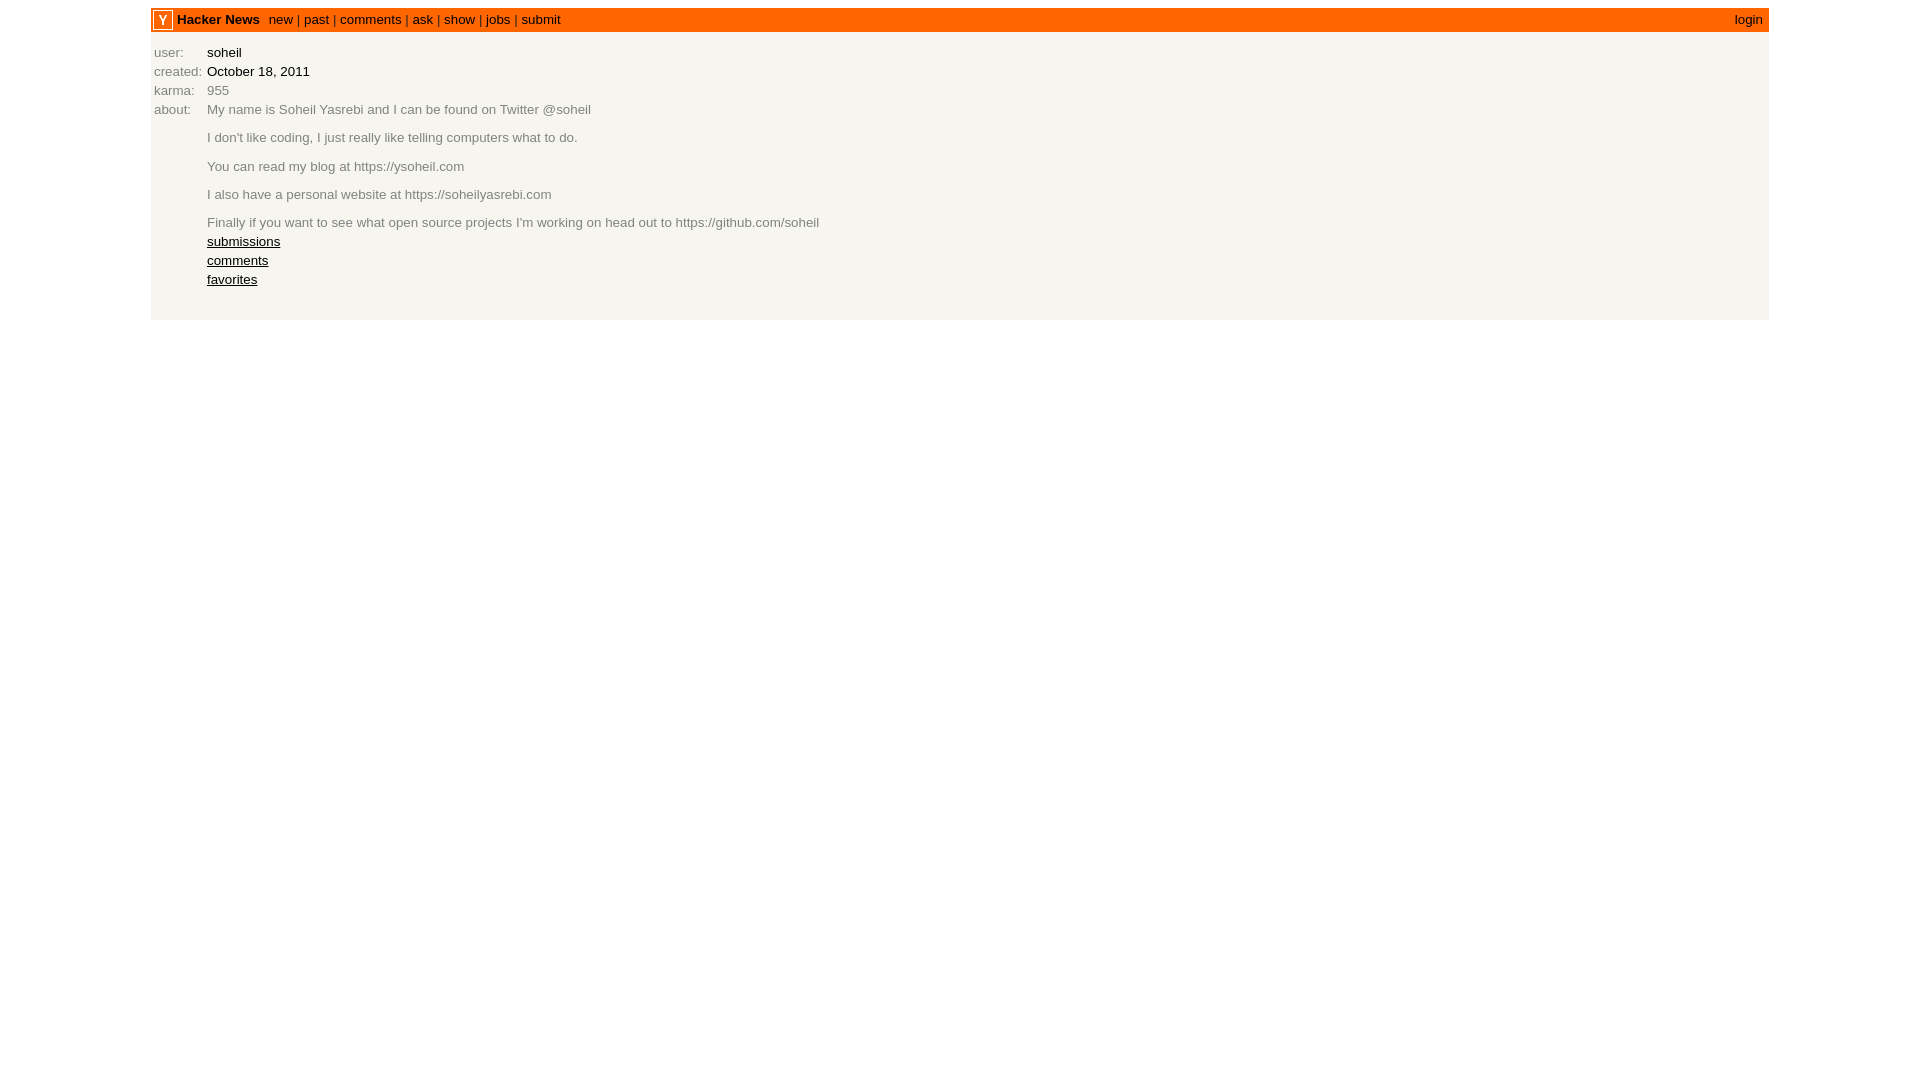 Y Hacker News new | past | comments | ask | show | jobs | submit login
user: soheil
created: October 18, 2011
karma: 955
about: My name is Soheil Yasrebi and I can be found on Twitter @soheil
I don't like coding, I just really like telling computers what to do.
You can read my blog at https://ysoheil.com
I also have a personal website at https://soheilyasrebi.com
Finally if you want to see what open source projects I'm working on head out to https://github.com/soheil
submissions
comments
favorites